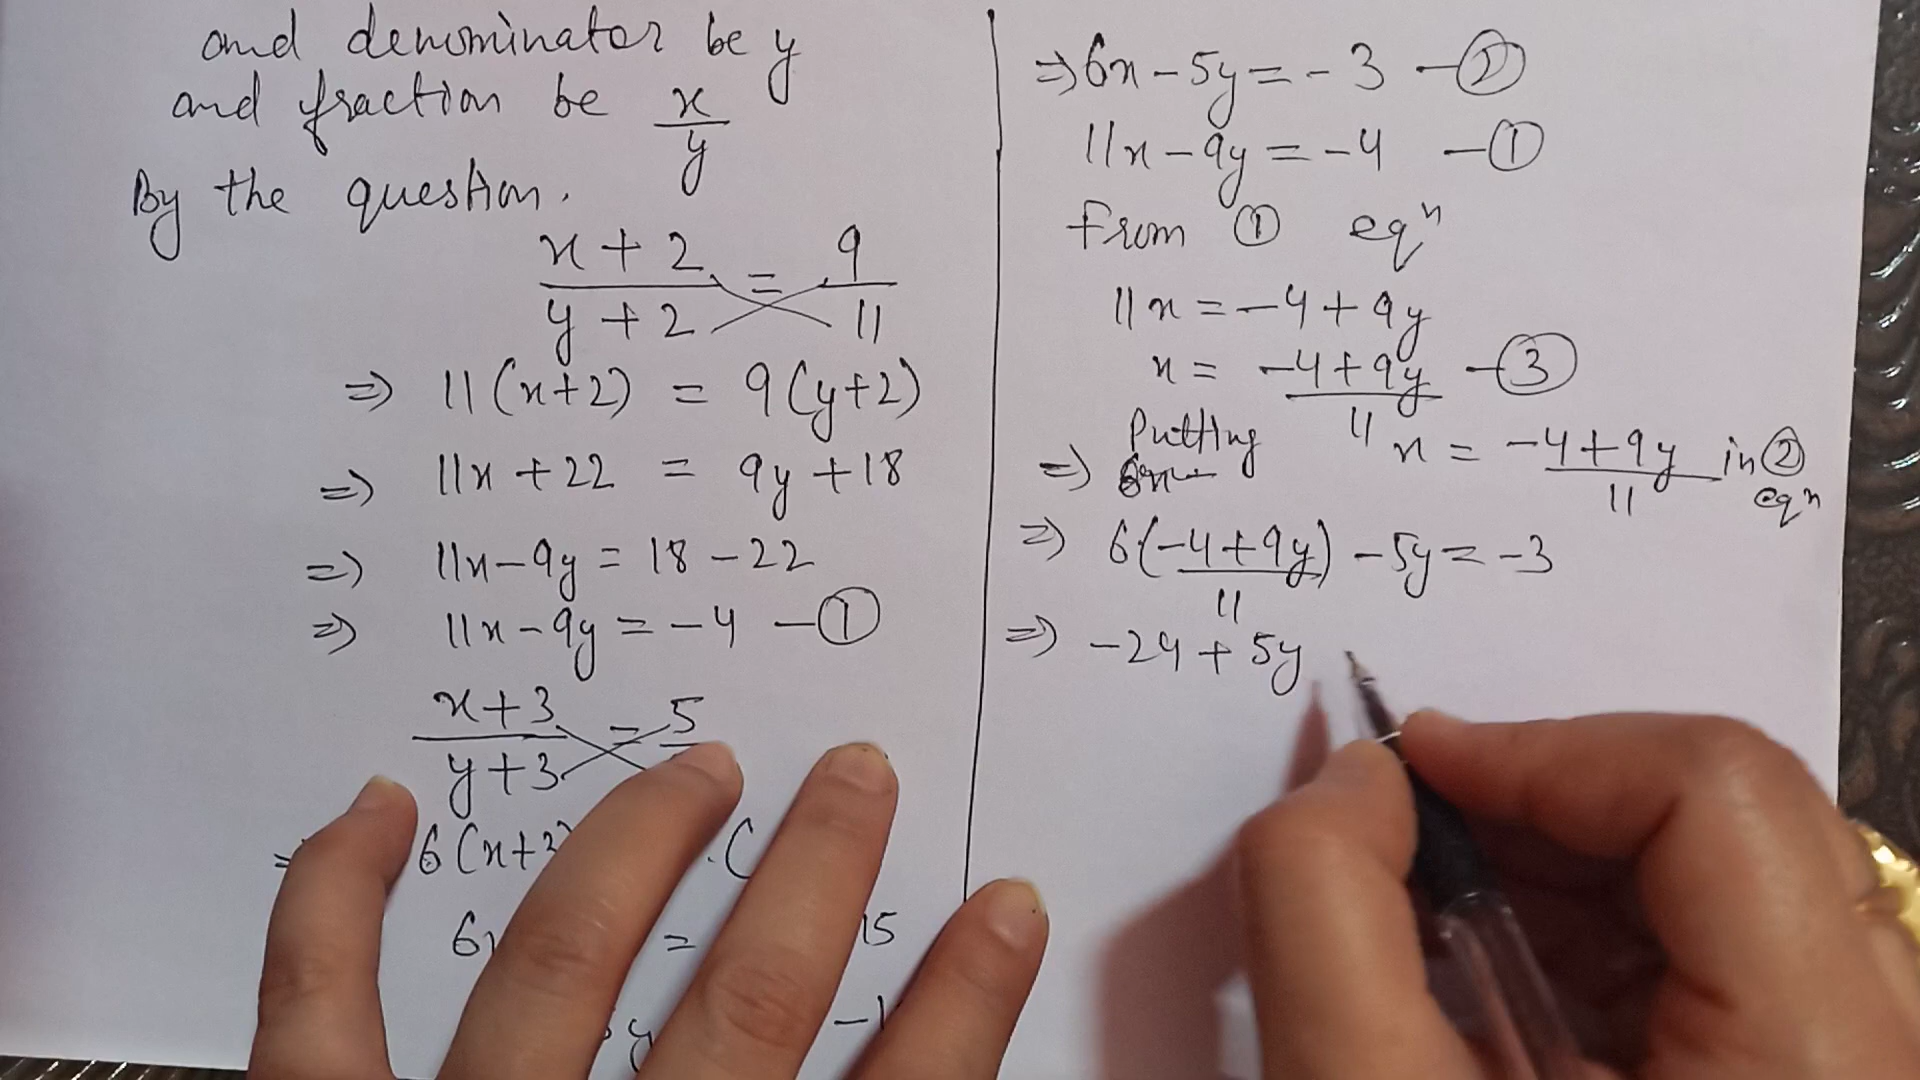 and denominator be y
and fraction be x/y
By the question.
x + 2 / y + 2 = 9 / 11
⇒ 11(x+2) = 9(y+2)
⇒ 11x + 22 = 9y + 18
⇒ 11x - 9y = 18 - 22
⇒ 11x - 9y = -4 - ①
x + 3 / y + 3 = 5
6(x+3)
6x = 15
y -1
⇒ 6x - 5y = -3 - ②
11x - 9y = -4 - ①
From ① eqn
11x = -4 + 9y
x = -4 + 9y / 11 - ③
Putting x = -4 + 9y / 11 in ② eqn
⇒ 6(-4 + 9y / 11) - 5y = -3
⇒ -24 + 5y